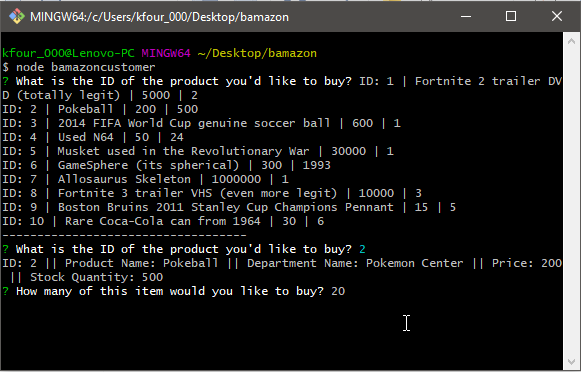 MINGW64:/c/Users/kfour_000/Desktop/bamazon
kfour_000@Lenovo-PC MINGW64 ~/Desktop/bamazon
$ node bamazoncustomer
? What is the ID of the product you'd like to buy? ID: 1 | Fortnite 2 trailer DV
D (totally legit) | 5000 | 2
ID: 2 | Pokeball | 200 | 500
ID: 3 | 2014 FIFA World Cup genuine soccer ball | 600 | 1
ID: 4 | Used N64 | 50 | 24
ID: 5 | Musket used in the Revolutionary War | 30000 | 1
ID: 6 | GameSphere (its spherical) | 300 | 1993
ID: 7 | Allosaurus Skeleton | 1000000 | 1
ID: 8 | Fortnite 3 trailer VHS (even more legit) | 10000 | 3
ID: 9 | Boston Bruins 2011 Stanley Cup Champions Pennant | 15 | 5
ID: 10 | Rare Coca-Cola can from 1964 | 30 | 6
-----------------------------------
? What is the ID of the product you'd like to buy? 2
ID: 2 || Product Name: Pokeball || Department Name: Pokemon Center || Price: 200
 || Stock Quantity: 500
? How many of this item would you like to buy? 20